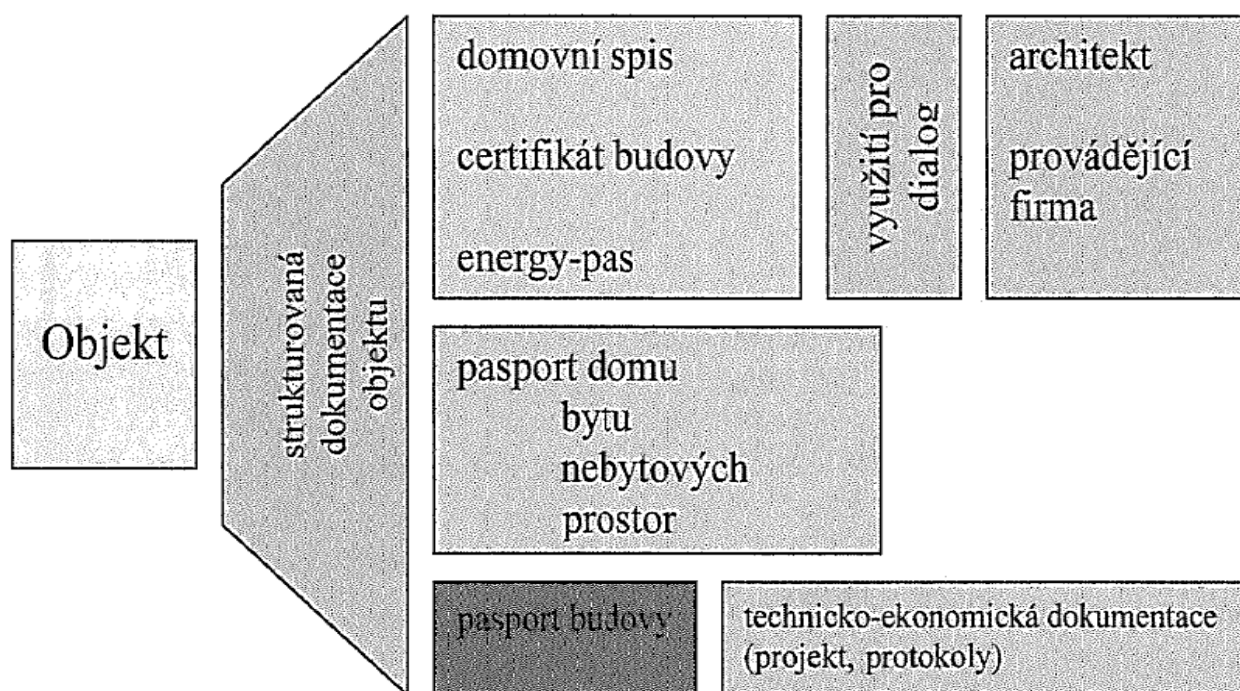 Objekt
strukturovaná
dokumentace
objektu
domovní spis
certifikát budovy
energy-pas
využití pro
dialog
architekt
provádějící
firma
pasport domu
bytu
nebytových
prostor
pasport budovy
technicko-ekonomická dokumentace
(projekt, protokoly)